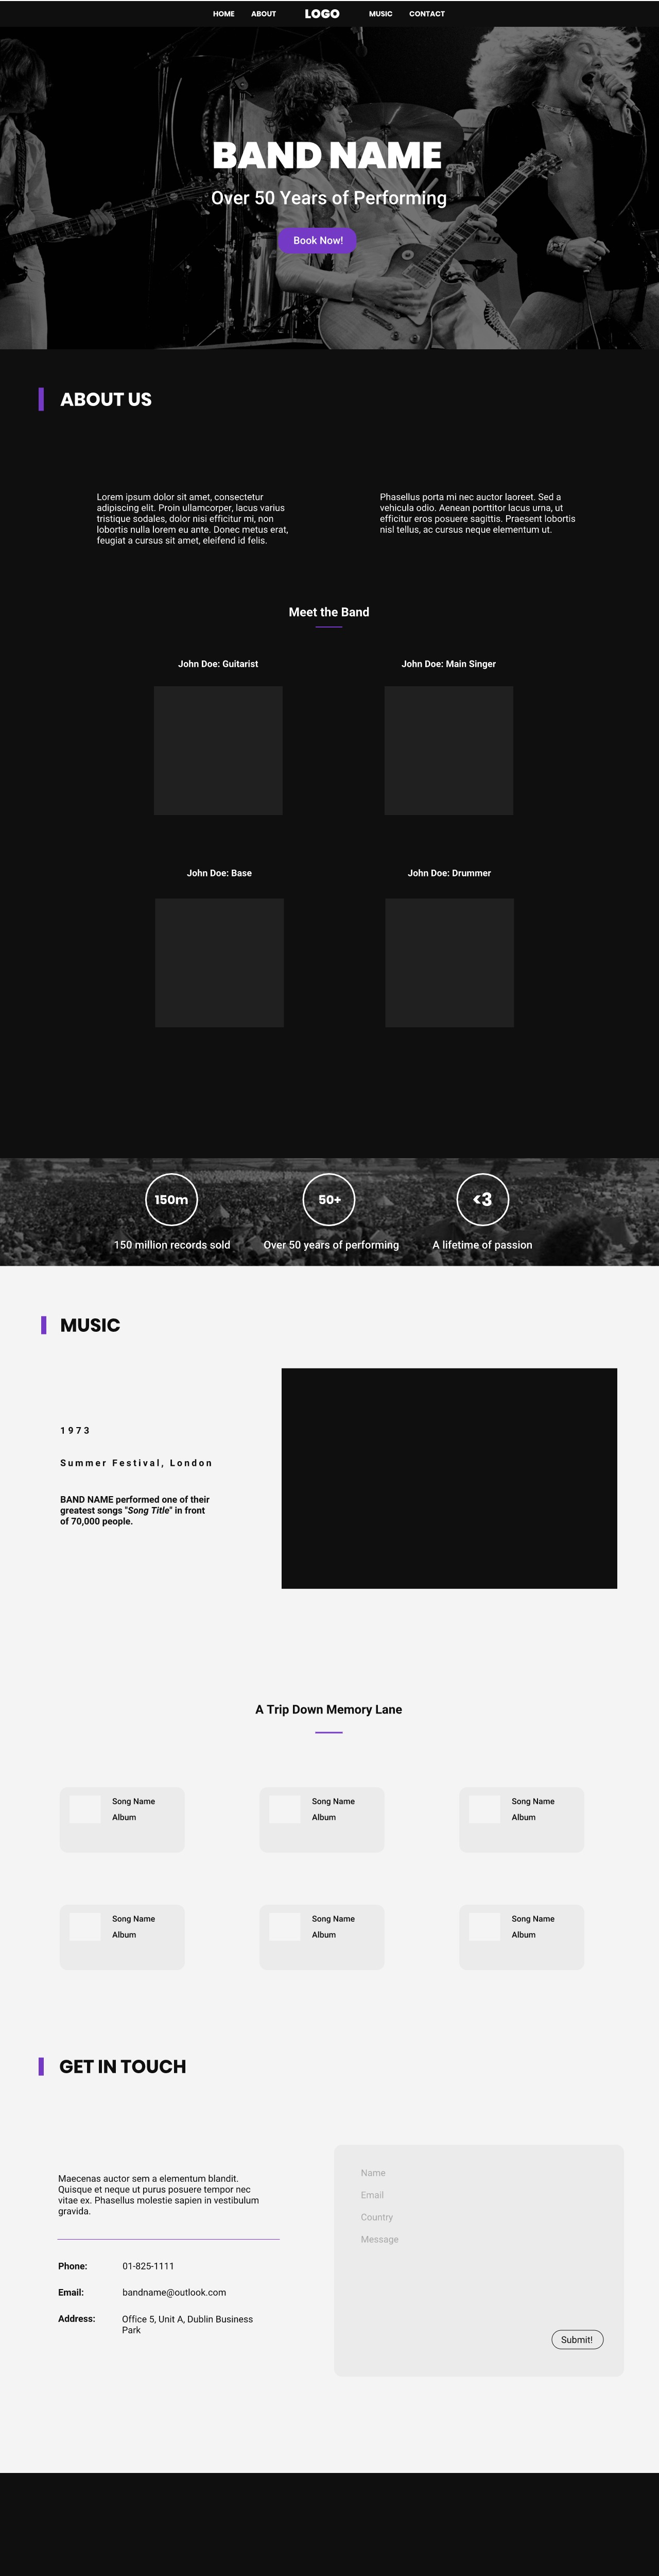 HOME ABOUT LOGO MUSIC CONTACT
BAND NAME
Over 50 Years of Performing
Book Now!
ABOUT US
Lorem ipsum dolor sit amet, consectetur
adipiscing elit. Proin ullamcorper, lacus varius
tristique sodales, dolor nisi efficitur mi, non
lobortis nulla lorem eu ante. Donec metus erat,
feugiat a cursus sit amet, eleifend id felis.
Phasellus porta mi nec auctor laoreet. Sed a
vehicula odio. Aenean porttitor lacus urna, ut
efficitur eros posuere sagittis. Praesent lobortis
nisl tellus, ac cursus neque elementum ut.
Meet the Band
John Doe: Guitarist
John Doe: Main Singer
John Doe: Base
John Doe: Drummer
150m
150 million records sold
50+
Over 50 years of performing
<3
A lifetime of passion
MUSIC
1973
Summer Festival, London
BAND NAME performed one of their
greatest songs "Song Title" in front
of 70,000 people.
A Trip Down Memory Lane
Song Name
Album
Song Name
Album
Song Name
Album
Song Name
Album
Song Name
Album
Song Name
Album
GET IN TOUCH
Maecenas auctor sem a elementum blandit.
Quisque et neque ut purus posuere tempor nec
vitae ex. Phasellus molestie sapien in vestibulum
gravida.
Phone: 01-825-1111
Email: bandname@outlook.com
Address: Office 5, Unit A, Dublin Business
Park
Name
Email
Country
Message
Submit!